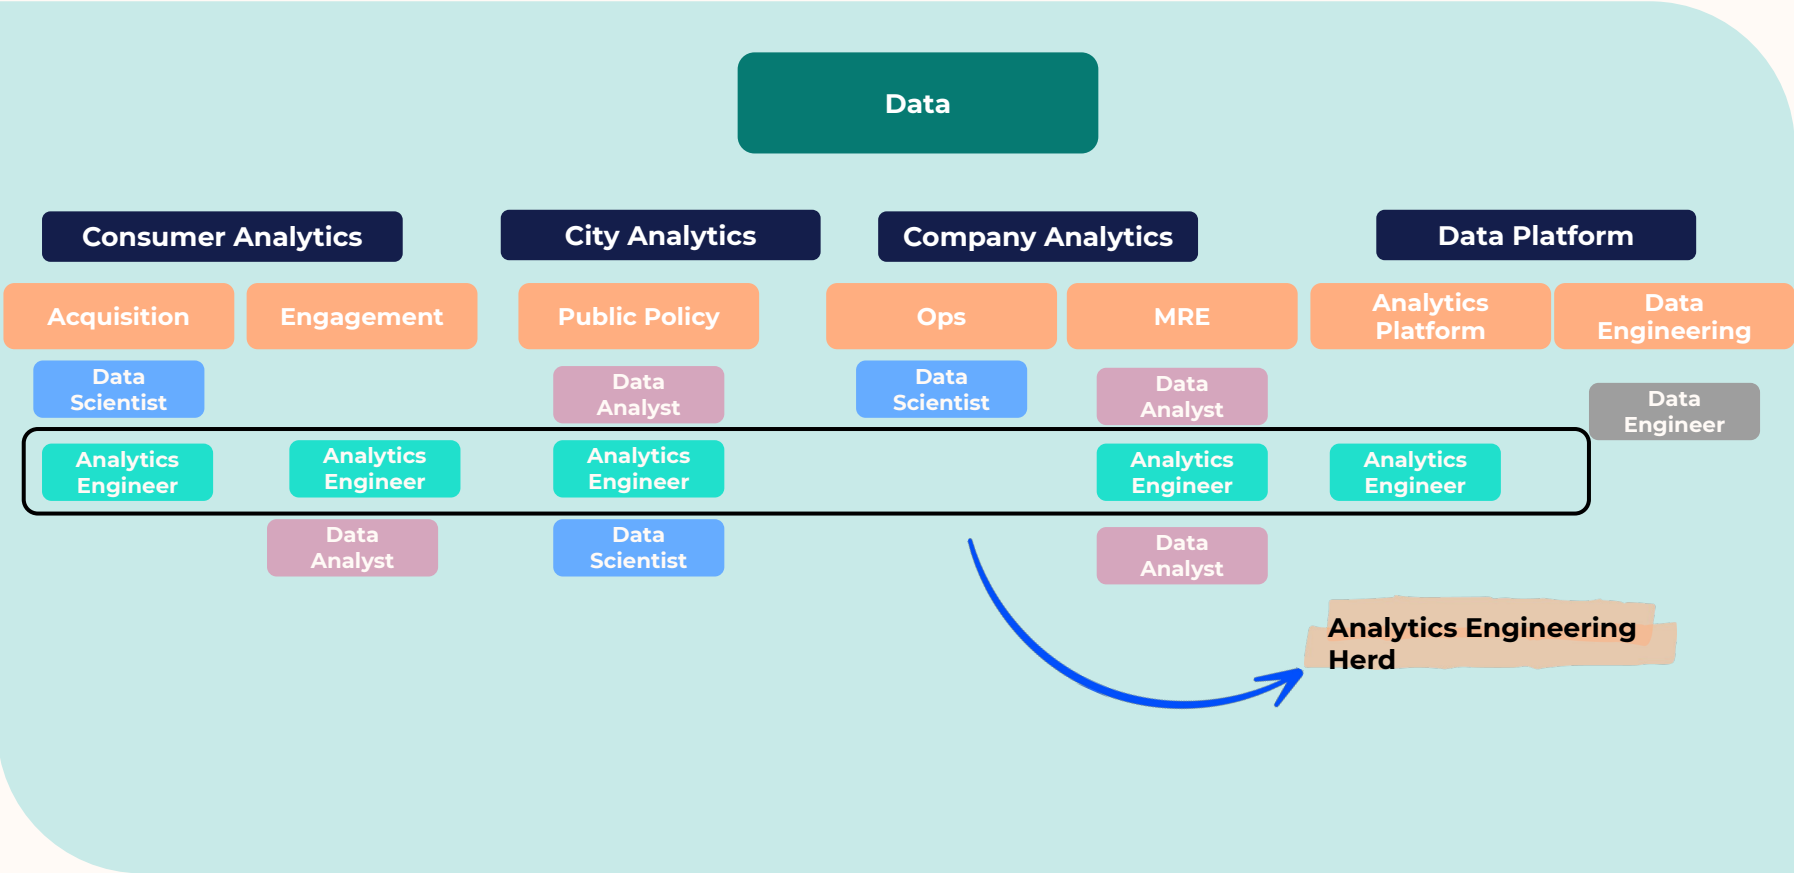 Data
Consumer Analytics
City Analytics
Company Analytics
Data Platform
Acquisition
Engagement
Public Policy
Ops
MRE
Analytics
Platform
Data
Engineering
Data
Scientist
Data
Analyst
Data
Scientist
Data
Analyst
Data
Engineer
Analytics
Engineer
Analytics
Engineer
Analytics
Engineer
Analytics
Engineer
Analytics
Engineer
Data
Analyst
Data
Scientist
Data
Analyst
Analytics Engineering
Herd